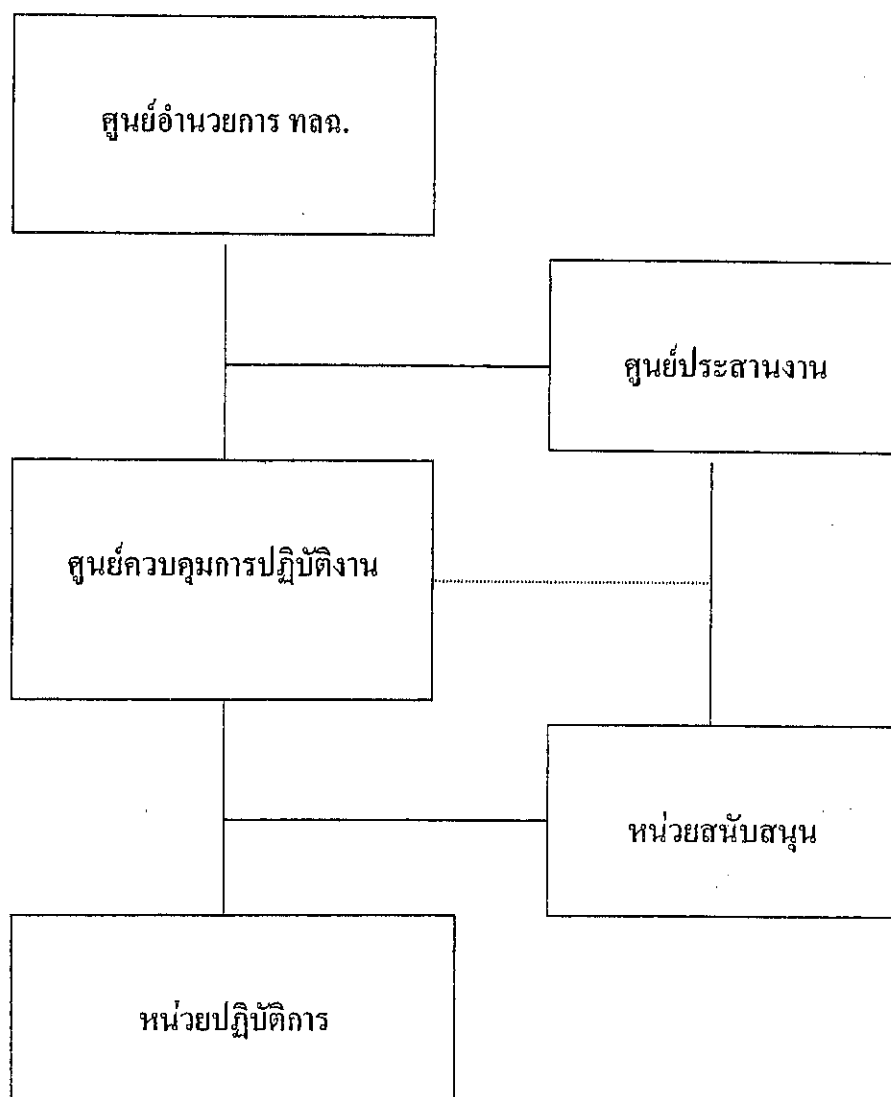 ศูนย์อำนวยการ ทลฉ.
ศูนย์ประสานงาน
ศูนย์ควบคุมการปฏิบัติงาน
หน่วยสนับสนุน
หน่วยปฏิบัติการ